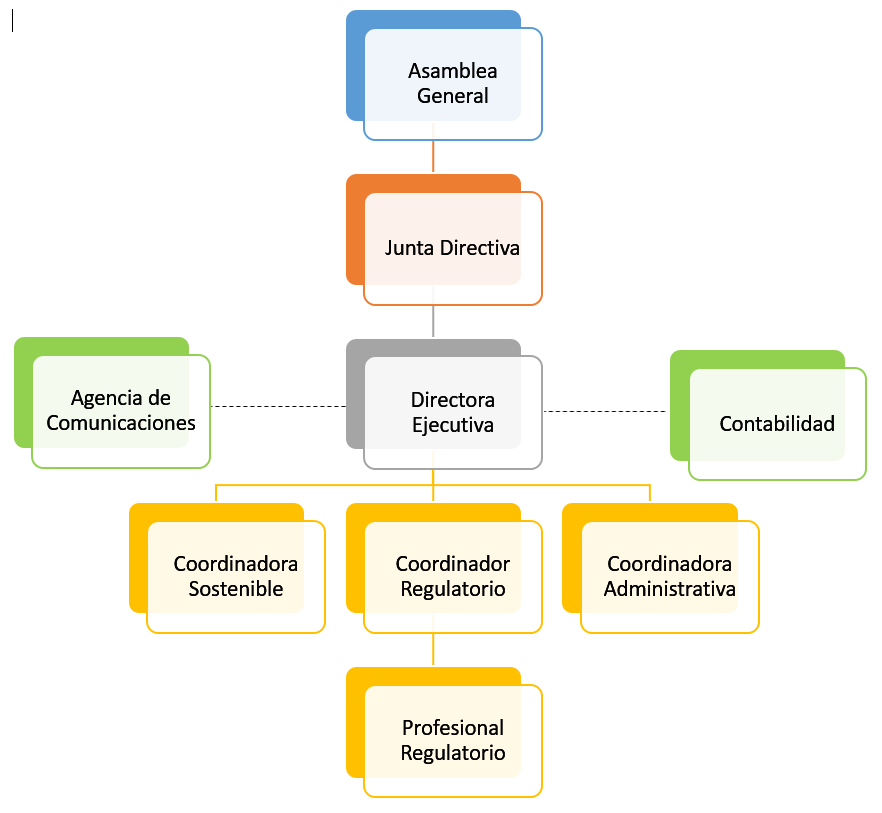 Asamblea
General
Junta Directiva
Agencia de
Comunicaciones
Directora
Ejecutiva
Contabilidad
Coordinadora
Sostenible
Coordinador
Regulatorio
Coordinadora
Administrativa
Profesional
Regulatorio